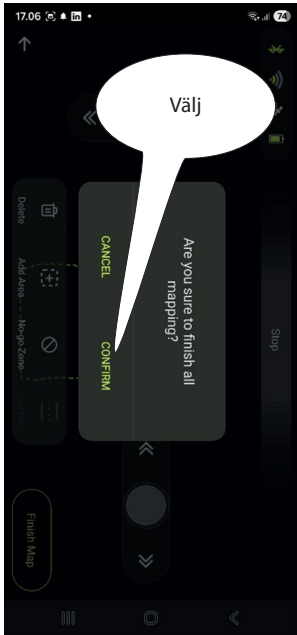 17.06
74
Välj
Stop
Are you sure to finish all
mapping?
CANCEL
CONFIRM
Delete
Add Area
No-go Zone
Finish Map